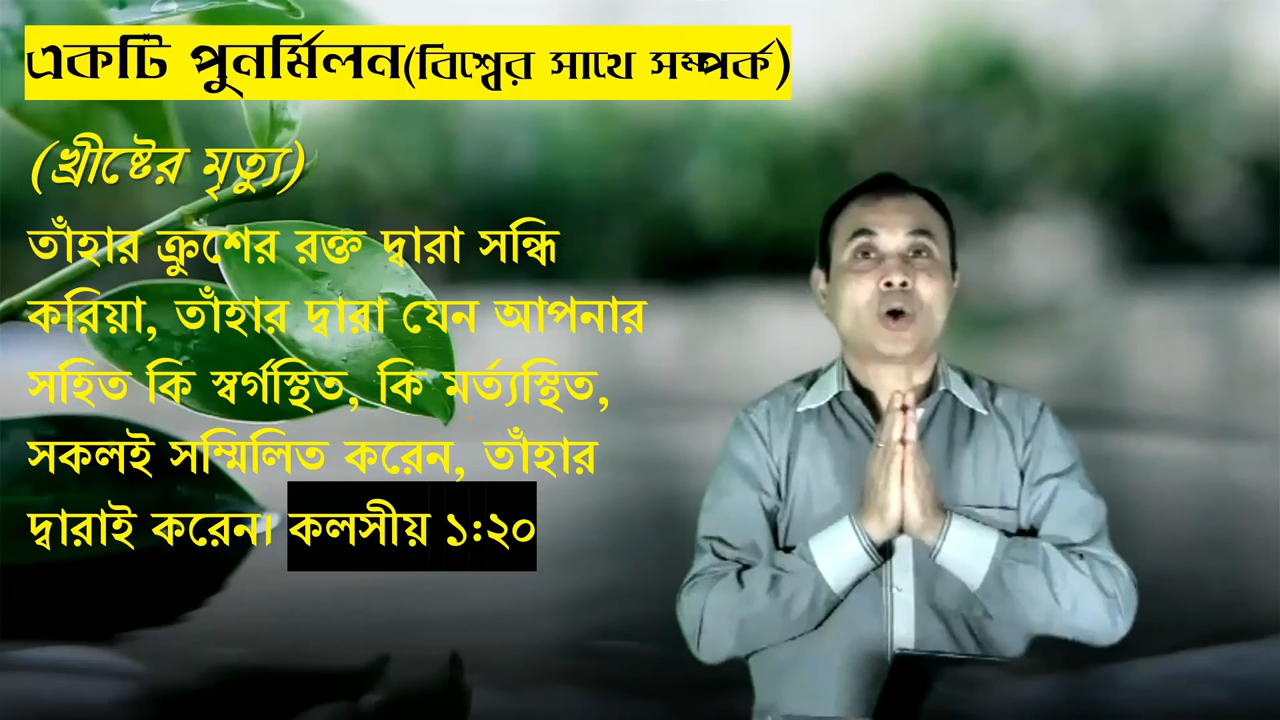 একটি পুনর্মিলন(বিশ্বের সাথে সম্পর্ক)
(খ্রীষ্টের মৃত্যু)
তাঁহার ক্রুশের রক্ত দ্বারা সন্ধি
করিয়া, তাঁহার দ্বারা যেন আপনার
সহিত কি স্বর্গস্থিত, কি মর্ত্যস্থিত,
সকলই সম্মিলিত করেন, তাঁহার
দ্বারাই করেন। কলসীয় ১:২০